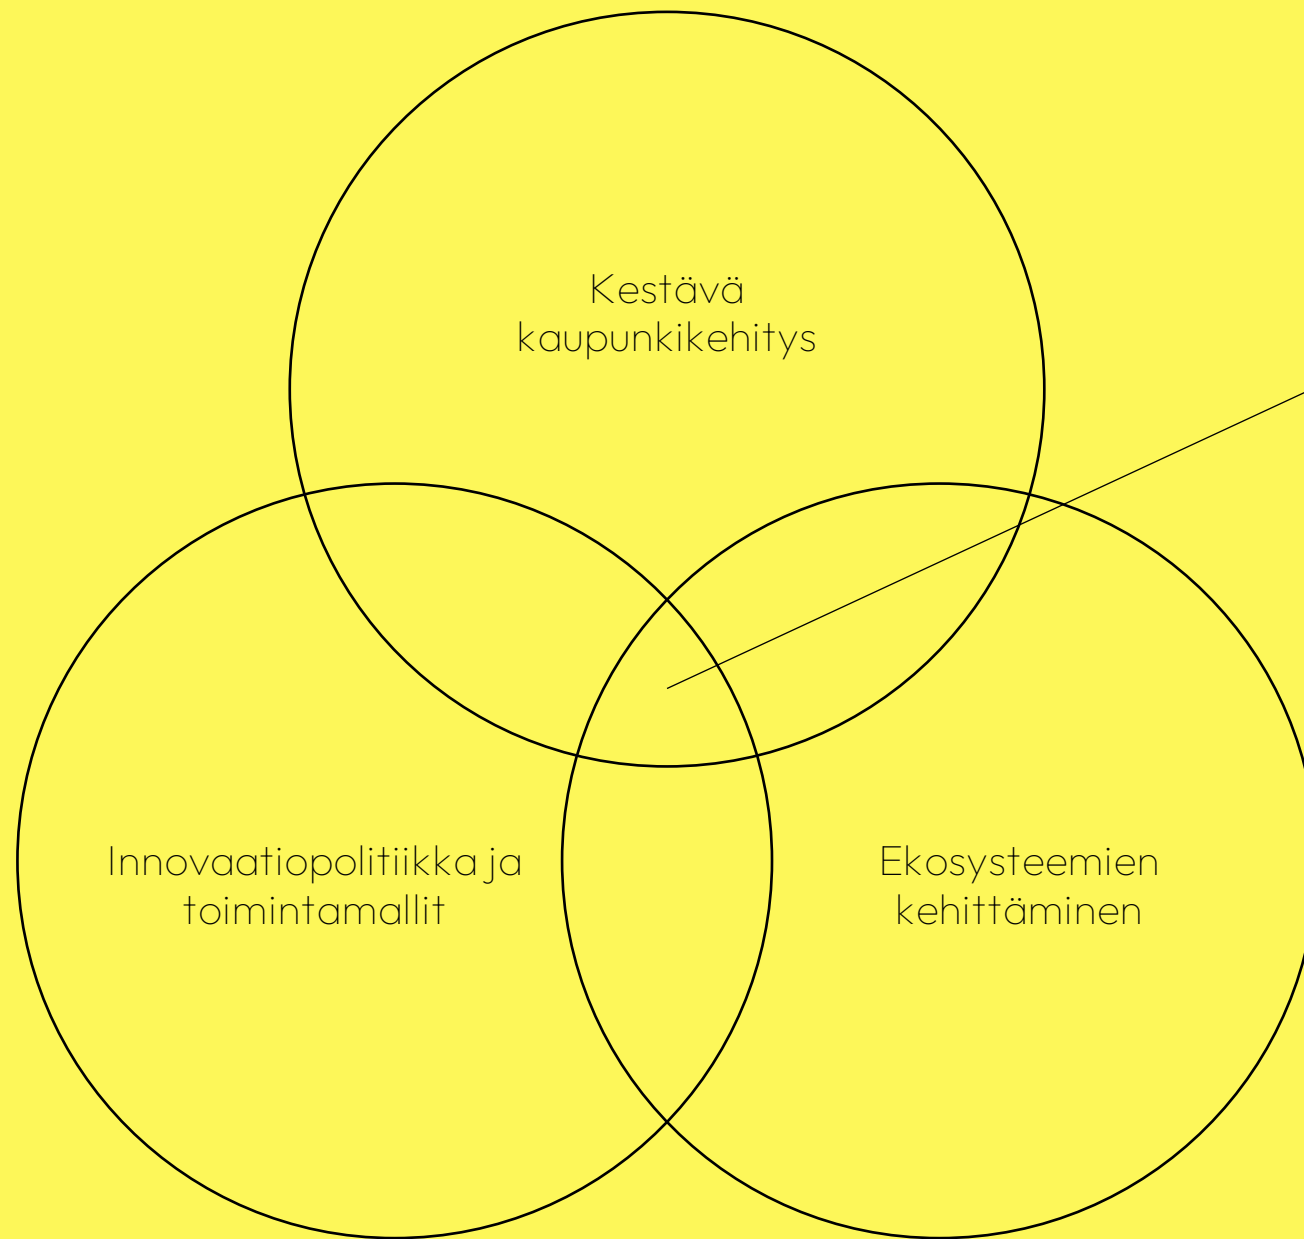 Kestävä
kaupunkikehitys
Innovaatiopolitiikka ja
toimintamallit
Ekosysteemien
kehittäminen